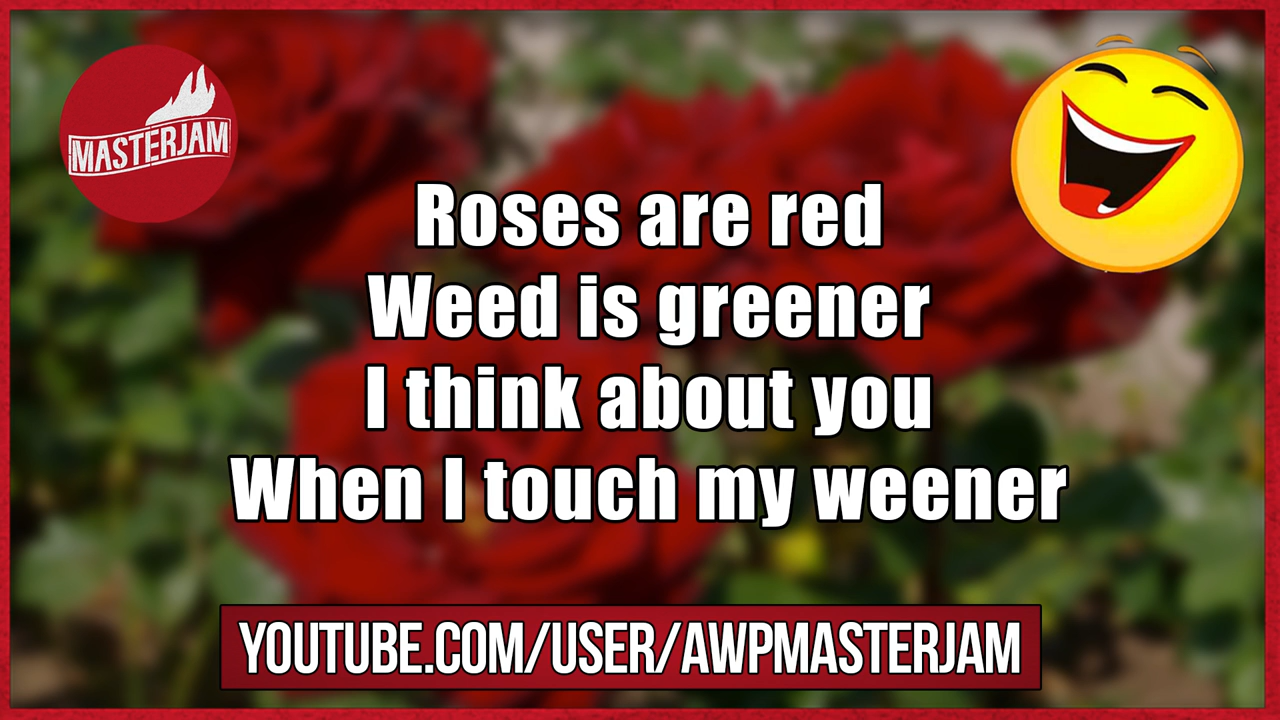 MASTERJAM
Roses are red
Weed is greener
I think about you
When I touch my weener
YOUTUBE.COM/USER/AWPMASTERJAM